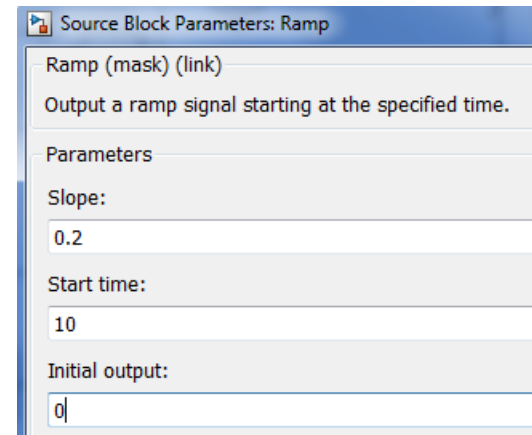 Source Block Parameters: Ramp
Ramp (mask) (link)
Output a ramp signal starting at the specified time.
Parameters
Slope:
0.2
Start time:
10
Initial output:
0